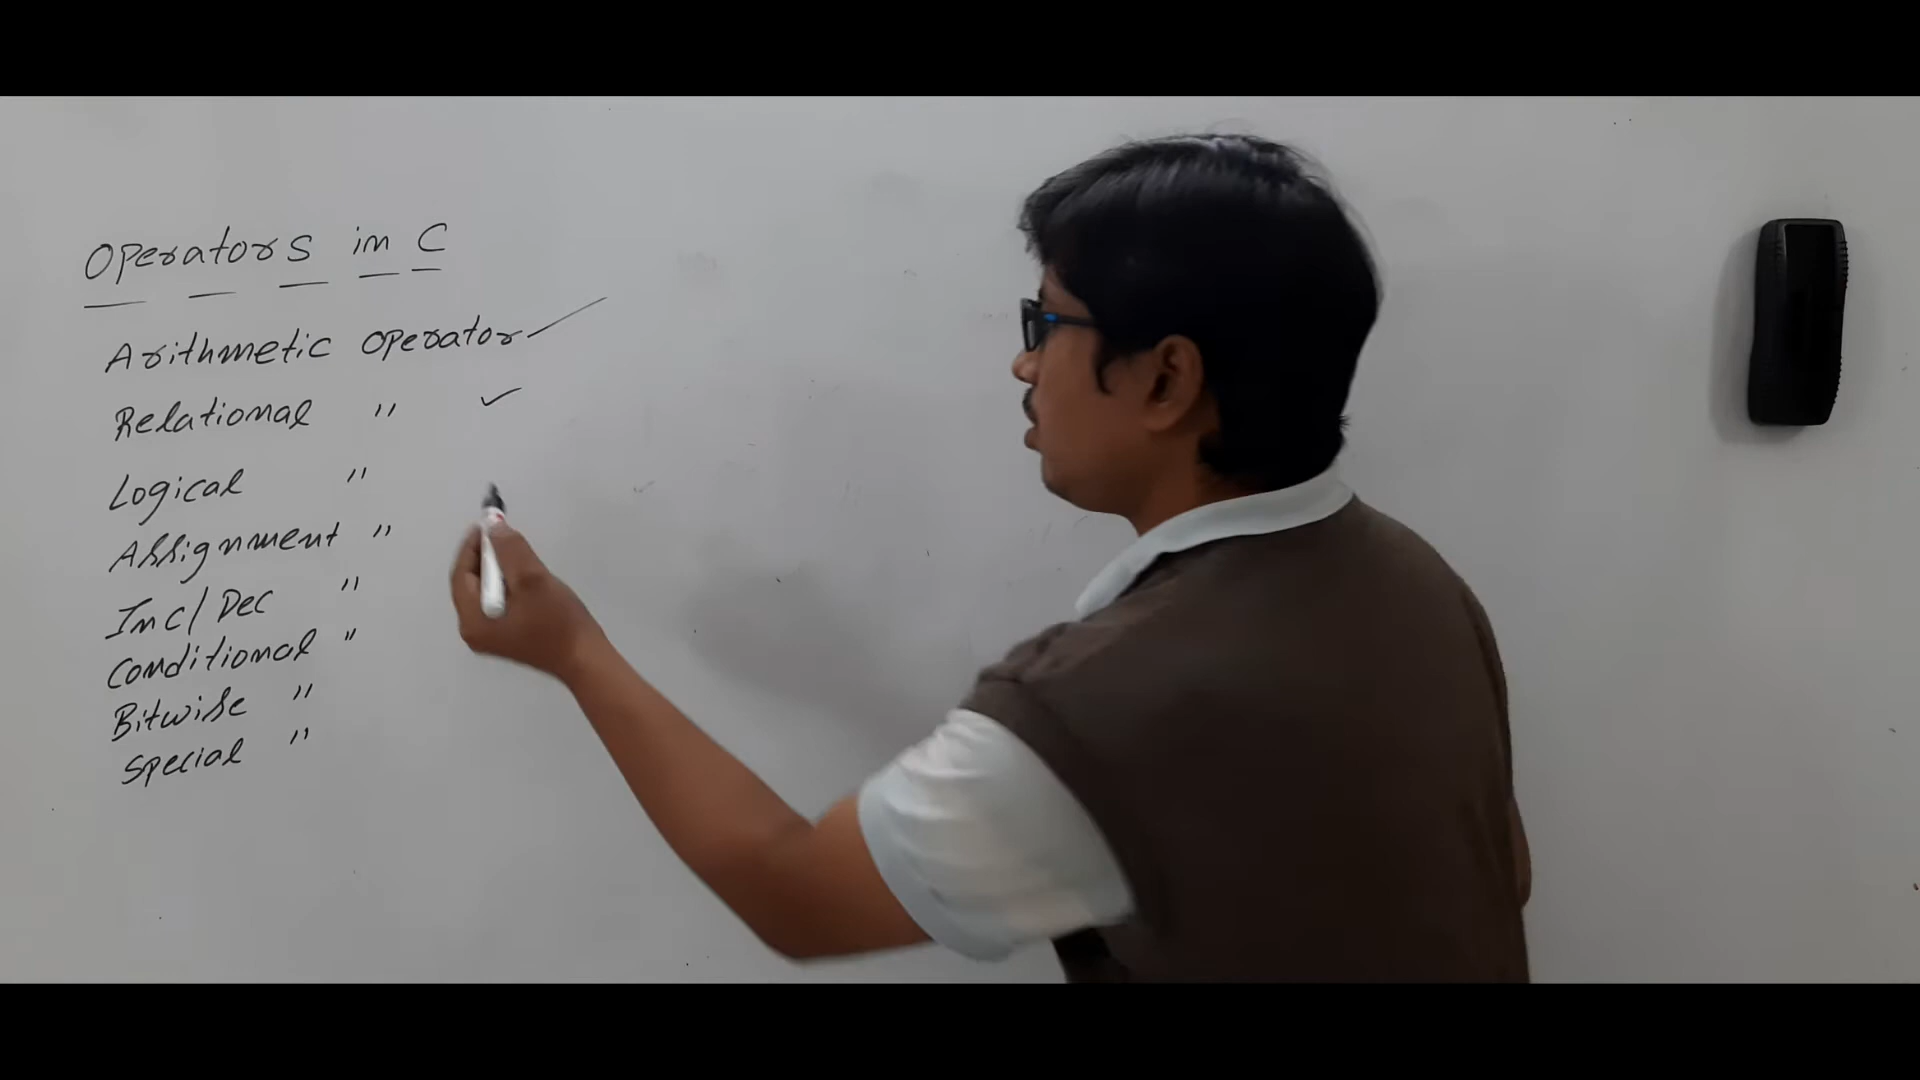 Operators in C
Arithmetic Operator
Relational "
Logical "
Assignment "
Inc/Dec "
Conditional "
Bitwise "
Special "